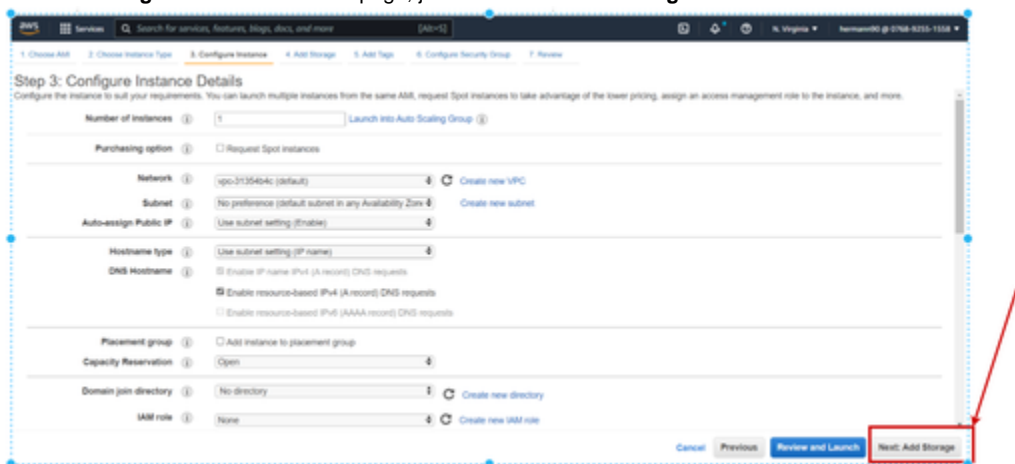 aws Services Search for services, features, blogs, docs, and more [Alt+S] N. Virginia hermann90 @ 0768-9255-1558
1. Choose AMI 2. Choose Instance Type 3. Configure Instance 4. Add Storage 5. Add Tags 6. Configure Security Group 7. Review
Step 3: Configure Instance Details
Configure the instance to suit your requirements. You can launch multiple instances from the same AMI, request Spot instances to take advantage of the lower pricing, assign an access management role to the instance, and more.
Number of instances 1 Launch into Auto Scaling Group
Purchasing option Request Spot instances
Network vpc-31354b4c (default) Create new VPC
Subnet No preference (default subnet in any Availability Zone Create new subnet
Auto-assign Public IP Use subnet setting (Enable)
Hostname type Use subnet setting (IP name)
DNS Hostname Enable IP name IPv4 (A record) DNS requests
Enable resource-based IPv4 (A record) DNS requests
Enable resource-based IPv6 (AAAA record) DNS requests
Placement group Add instance to placement group
Capacity Reservation Open
Domain join directory No directory Create new directory
IAM role None Create new IAM role
Cancel Previous Review and Launch Next: Add Storage